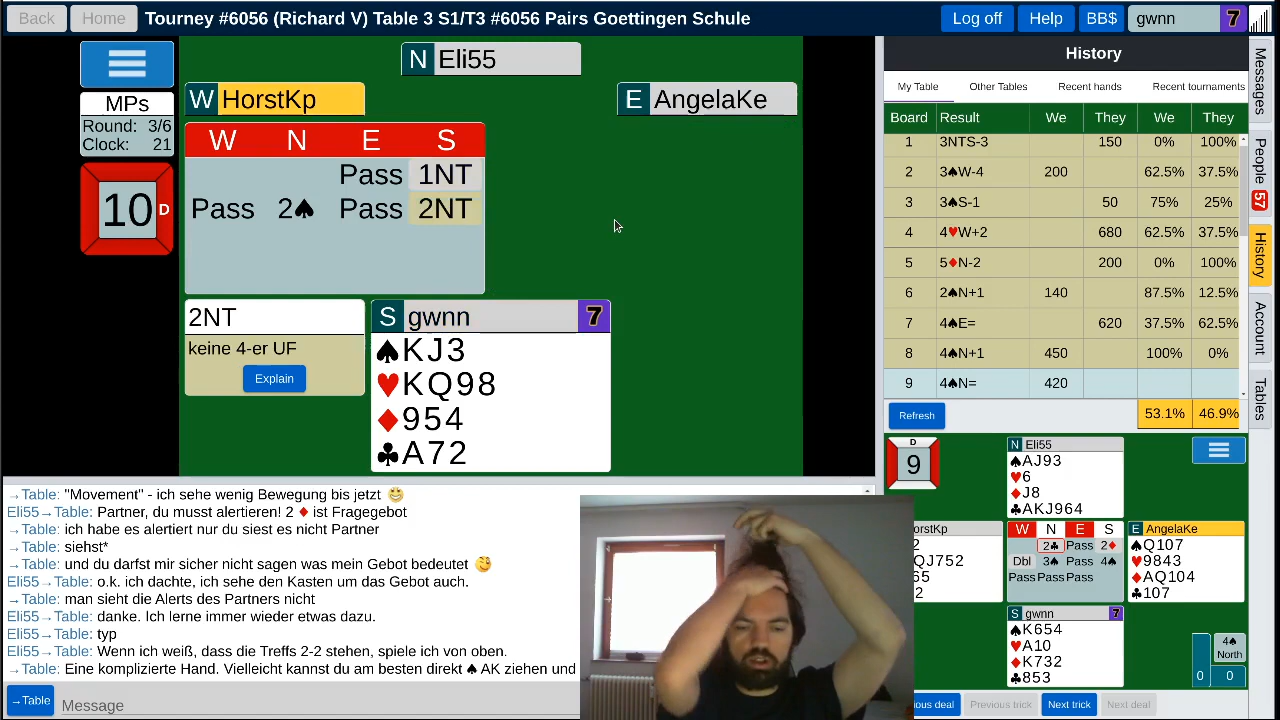 Back Home Tourney #6056 (Richard V) Table 3 S1/T3 #6056 Pairs Goettingen Schule Log off Help BB$ gwnn 7
N Eli55
W HorstKp
E AngelaKe
MPs
Round: 3/6
Clock: 21
10 D
W N E S
Pass 1NT
Pass 2♠ Pass 2NT
2NT
keine 4-er UF
Explain
S gwnn 7
♠KJ3
♥KQ98
♦954
♣A72
→Table: "Movement" - ich sehe wenig Bewegung bis jetzt 😀
Eli55→Table: Partner, du musst alertieren! 2 ♦ ist Fragegebot
→Table: ich habe es alertiert nur du siest es nicht Partner
→Table: siehst*
→Table: und du darfst mir sicher nicht sagen was mein Gebot bedeutet 😉
Eli55→Table: o.k. ich dachte, ich sehe den Kasten um das Gebot auch.
→Table: man sieht die Alerts des Partners nicht
Eli55→Table: danke. Ich lerne immer wieder etwas dazu.
Eli55→Table: typ
Eli55→Table: Wenn ich weiß, dass die Treffs 2-2 stehen, spiele ich von oben.
→Table: Eine komplizierte Hand. Vielleicht kannst du am besten direkt ♠ AK ziehen und
→Table Message
History
My Table Other Tables Recent hands Recent tournaments
Board Result We They We They
1 3NTS-3 150 0% 100%
2 3♠W-4 200 62.5% 37.5%
3 3♠S-1 50 75% 25%
4 4♥W+2 680 62.5% 37.5%
5 5♦N-2 200 0% 100%
6 2♠N+1 140 87.5% 12.5%
7 4♠E= 620 37.5% 62.5%
8 4♠N+1 450 100% 0%
9 4♠N= 420
Refresh 53.1% 46.9%
D
9
N Eli55
♠AJ93
♥6
♦J8
♣AKJ964
orstKp
2
QJ752
65
2
W N E S
2♣ Pass 2♦
Dbl 3♠ Pass 4♠
Pass Pass Pass
E AngelaKe
♠Q107
♥9843
♦AQ104
♣107
S gwnn 7
♠K654
♥A10
♦K732
♣853
4♠
North
0 0
ous deal Previous trick Next trick Next deal
Messages
People 57
History
Account
Tables